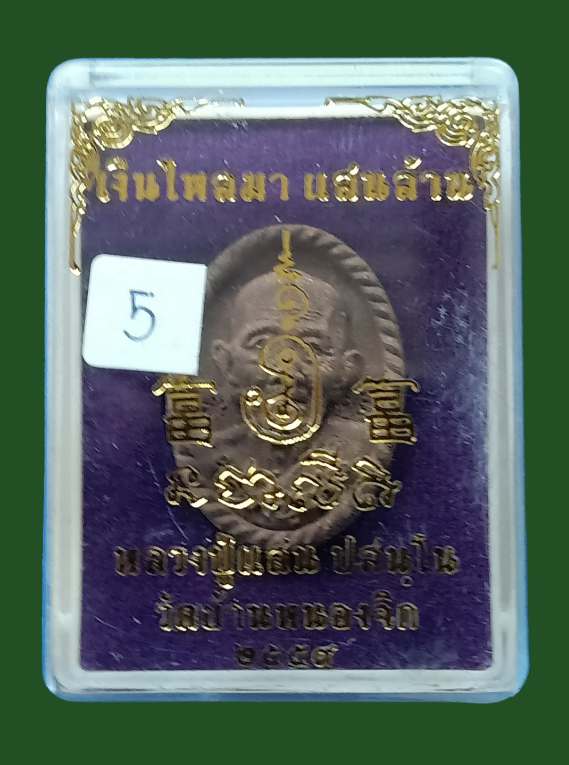 เงินไหลมา แสนล้าน
5
หลวงปู่แสน ปสนฺโน
วัดบ้านหนองจิก
๒๕๕๙